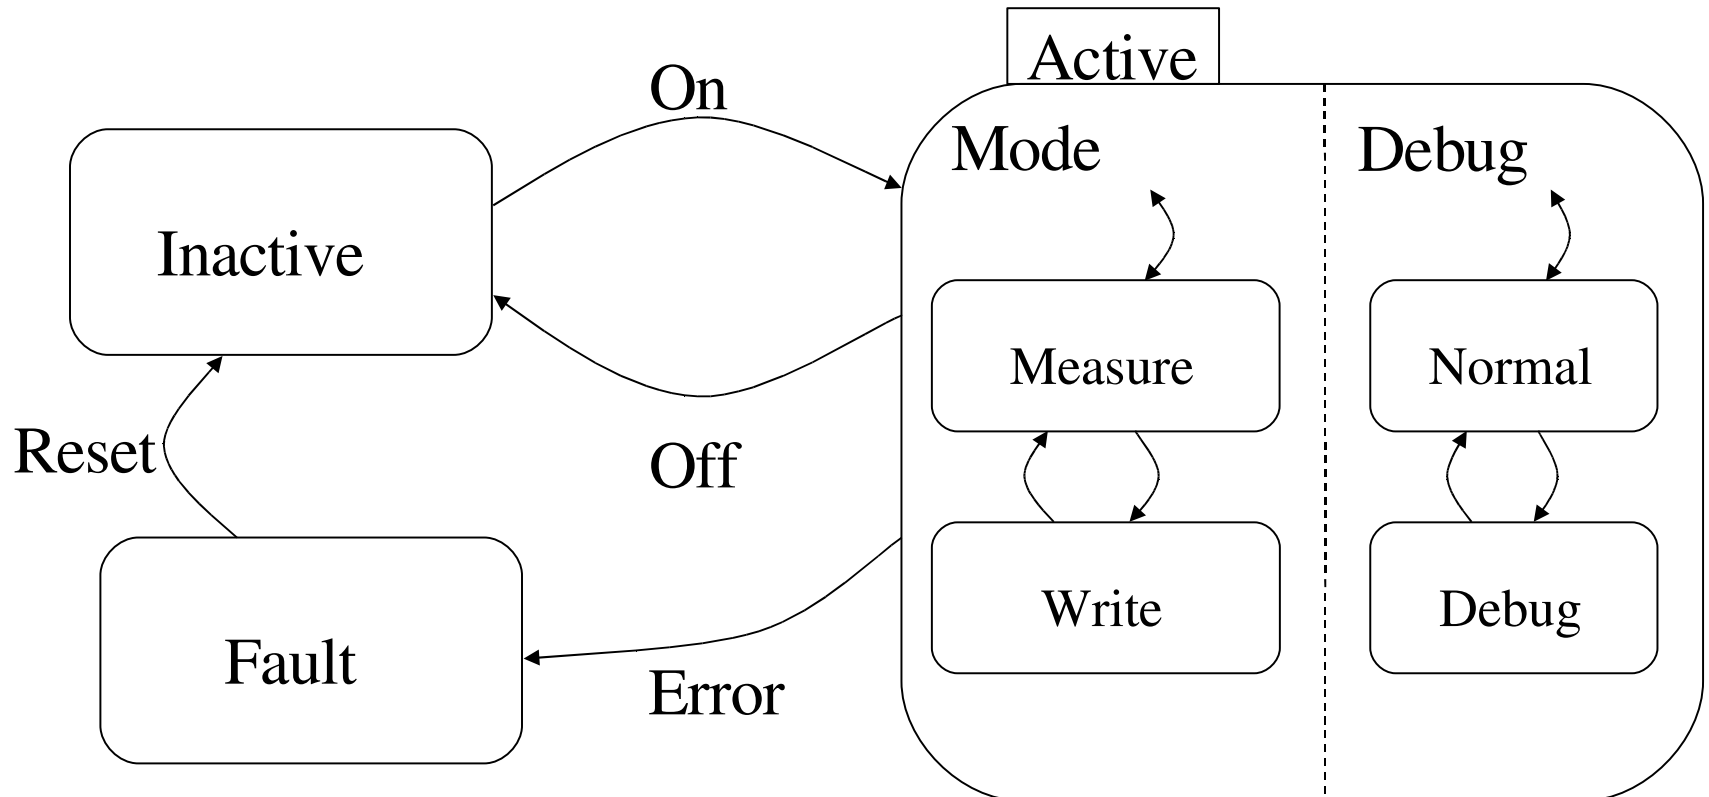 Active
On
Mode
Debug
Inactive
Measure
Normal
Reset
Off
Write
Debug
Fault
Error